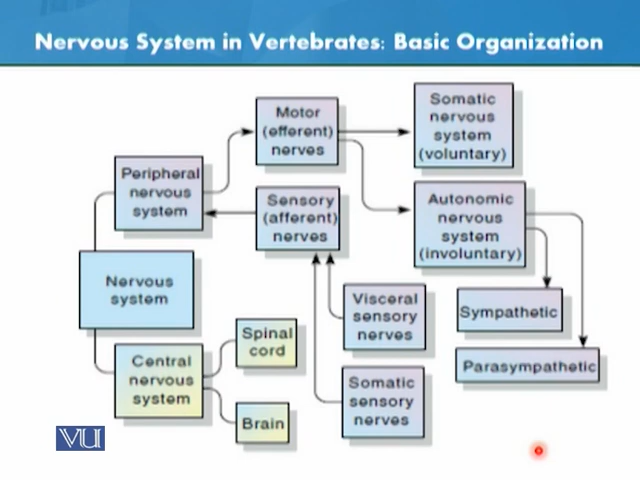 Nervous System in Vertebrates: Basic Organization
Motor
(efferent)
nerves
Somatic
nervous
system
(voluntary)
Peripheral
nervous
system
Sensory
(afferent)
nerves
Autonomic
nervous
system
(involuntary)
Nervous
system
Visceral
sensory
nerves
Sympathetic
Spinal
cord
Central
nervous
system
Parasympathetic
Somatic
sensory
nerves
Brain
VU